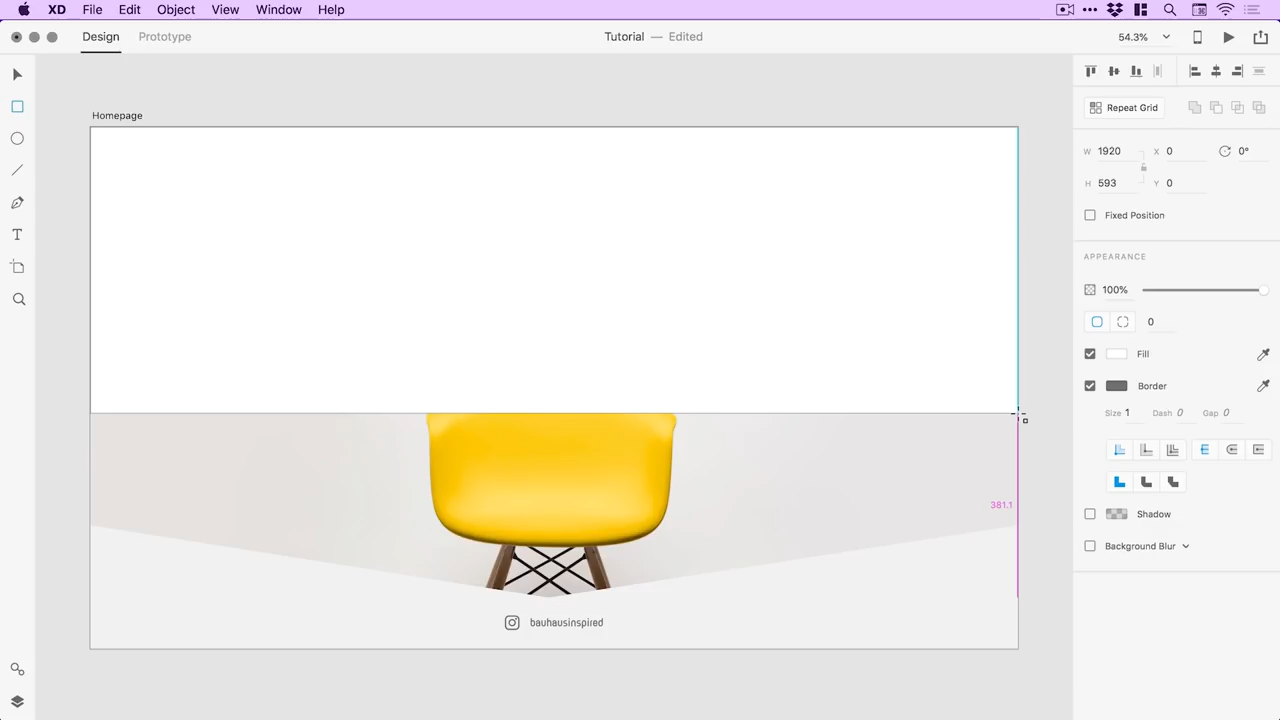 XD File Edit Object View Window Help
Design Prototype Tutorial — Edited 54.3%
Homepage
Repeat Grid
W 1920 X 0 0°
H 593 Y 0
Fixed Position
APPEARANCE
100%
0
Fill
Border
Size 1 Dash 0 Gap 0
381.1
Shadow
Background Blur
bauhausinspired
T